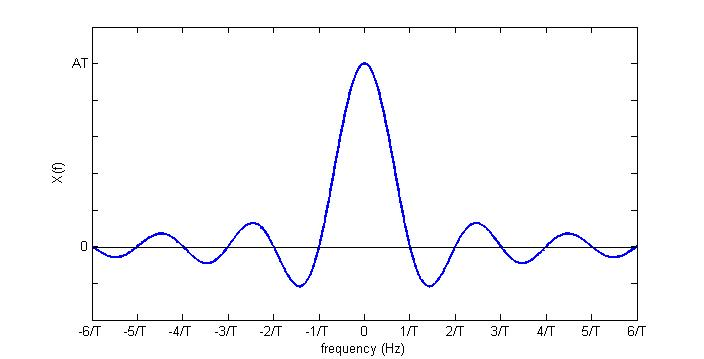 AT
X(f)
0
-6/T -5/T -4/T -3/T -2/T -1/T 0 1/T 2/T 3/T 4/T 5/T 6/T
frequency (Hz)